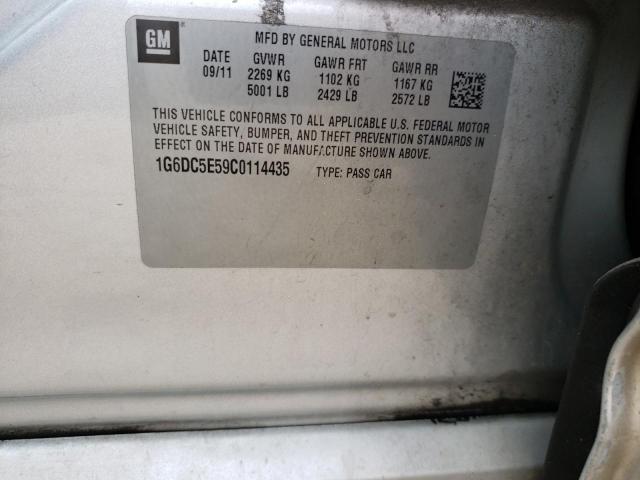 GM
MFD BY GENERAL MOTORS LLC
DATE GVWR GAWR FRT GAWR RR
09/11 2269 KG 1102 KG 1167 KG
5001 LB 2429 LB 2572 LB
THIS VEHICLE CONFORMS TO ALL APPLICABLE U.S. FEDERAL MOTOR
VEHICLE SAFETY, BUMPER, AND THEFT PREVENTION STANDARDS IN
EFFECT ON THE DATE OF MANUFACTURE SHOWN ABOVE.
1G6DC5E59C0114435 TYPE: PASS CAR